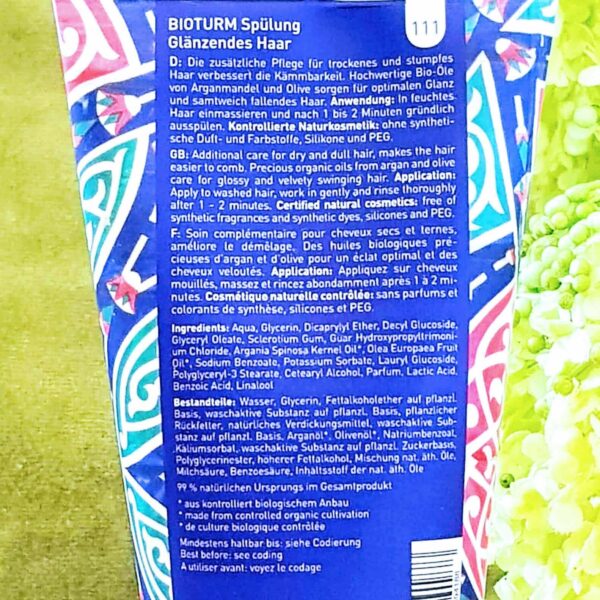 BIOTURM Spülung
Glänzendes Haar
111
D: Die zusätzliche Pflege für trockenes und stumpfes
Haar verbessert die Kämmbarkeit. Hochwertige Bio-Öle
von Arganmandel und Olive sorgen für optimalen Glanz
und samtweich fallendes Haar. Anwendung: In feuchtes
Haar einmassieren und nach 1 bis 2 Minuten gründlich
ausspülen. Kontrollierte Naturkosmetik: ohne syntheti-
sche Duft- und Farbstoffe, Silikone und PEG.
GB: Additional care for dry and dull hair, makes the hair
easier to comb. Precious organic oils from argan and olive
care for glossy and velvety swinging hair. Application:
Apply to washed hair, work in gently and rinse thoroughly
after 1 - 2 minutes. Certified natural cosmetics: free of
synthetic fragrances and synthetic dyes, silicones and PEG.
F: Soin complémentaire pour cheveux secs et ternes,
améliore le démêlage. Des huiles biologiques pré-
cieuses d'argan et d'olive pour un éclat optimal et des
cheveux veloutés. Application: Appliquez sur cheveux
mouillés, massez et rincez abondamment après 1 à 2 mi-
nutes. Cosmétique naturelle contrôlée: sans parfums et
colorants de synthèse, silicones et PEG.
Ingredients: Aqua, Glycerin, Dicaprylyl Ether, Decyl Glucoside,
Glyceryl Oleate, Sclerotium Gum, Guar Hydroxypropyltrimoni-
um Chloride, Argania Spinosa Kernel Oil*, Olea Europaea Fruit
Oil*, Sodium Benzoate, Potassium Sorbate, Lauryl Glucoside,
Polyglyceryl-3 Stearate, Cetearyl Alcohol, Parfum, Lactic Acid,
Benzoic Acid, Linalool
Bestandteile: Wasser, Glycerin, Fettalkoholether auf pflanzl.
Basis, waschaktive Substanz auf pflanzl. Basis, pflanzlicher
Rückfetter, natürliches Verdickungsmittel, waschaktive Sub-
stanz auf pflanzl. Basis, Arganöl*, Olivenöl*, Natriumbenzoat,
Kaliumsorbat, waschaktive Substanz auf pflanzl. Zuckerbasis,
Polyglycerinester, höherer Fettalkohol, Mischung nat. äth. Öle,
Milchsäure, Benzoesäure, Inhaltsstoff der nat. äth. Öle
99 % natürlichen Ursprungs im Gesamtprodukt
* aus kontrolliert biologischem Anbau
* made from controlled organic cultivation
* de culture biologique contrôlée
Mindestens haltbar bis: siehe Codierung
Best before: see coding
A utiliser avant: voyez le codage